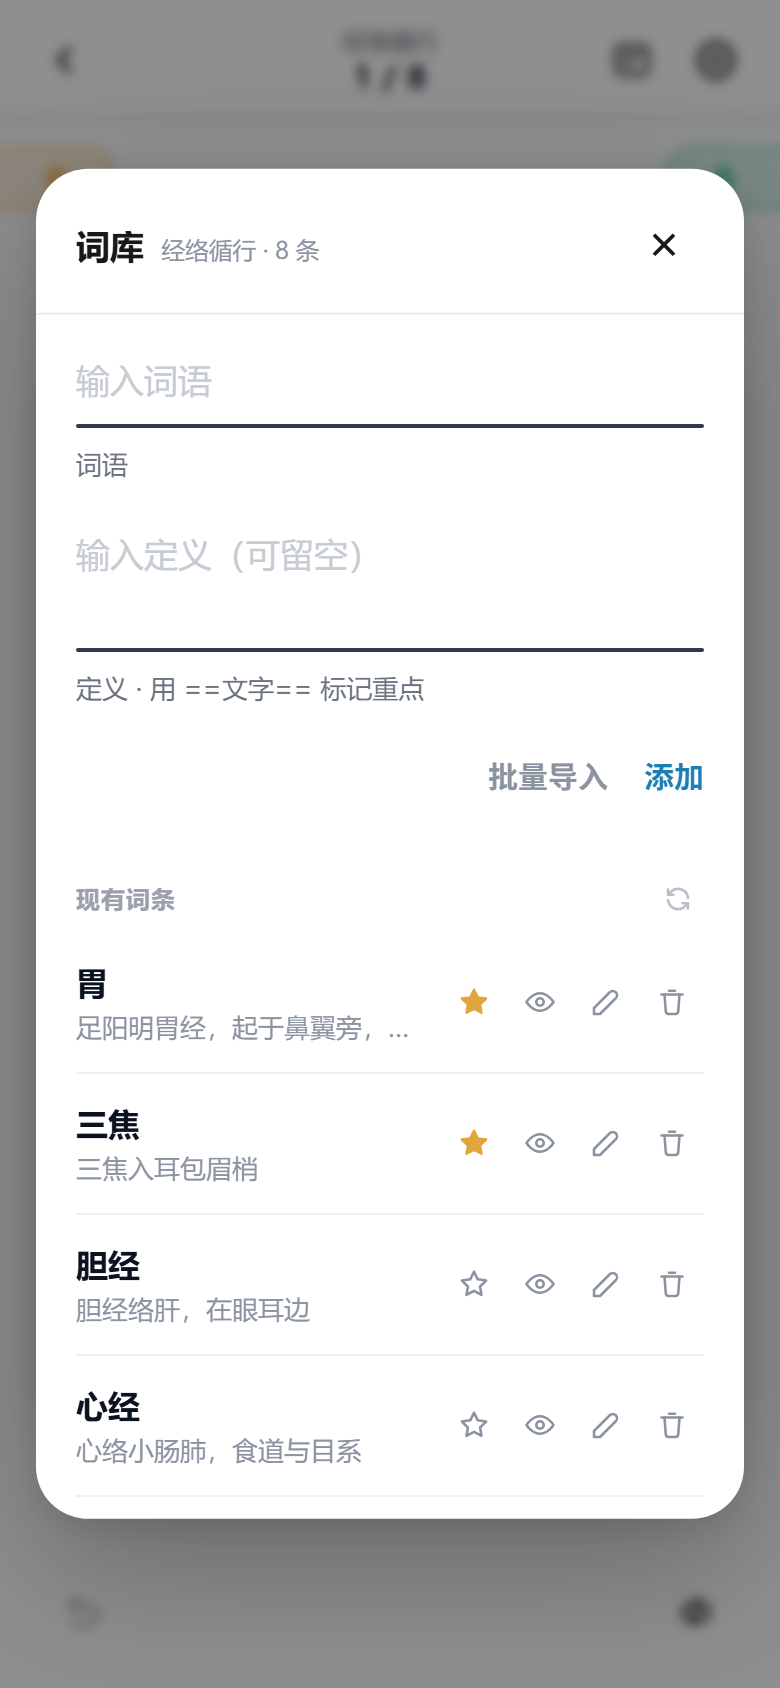 1 / 8
词库 经络循行 · 8 条
输入词语
词语
输入定义（可留空）
定义 · 用 ==文字== 标记重点
批量导入 添加
现有词条
胃
足阳明胃经，起于鼻翼旁，...
三焦
三焦入耳包眉梢
胆经
胆经络肝，在眼耳边
心经
心络小肠肺，食道与目系